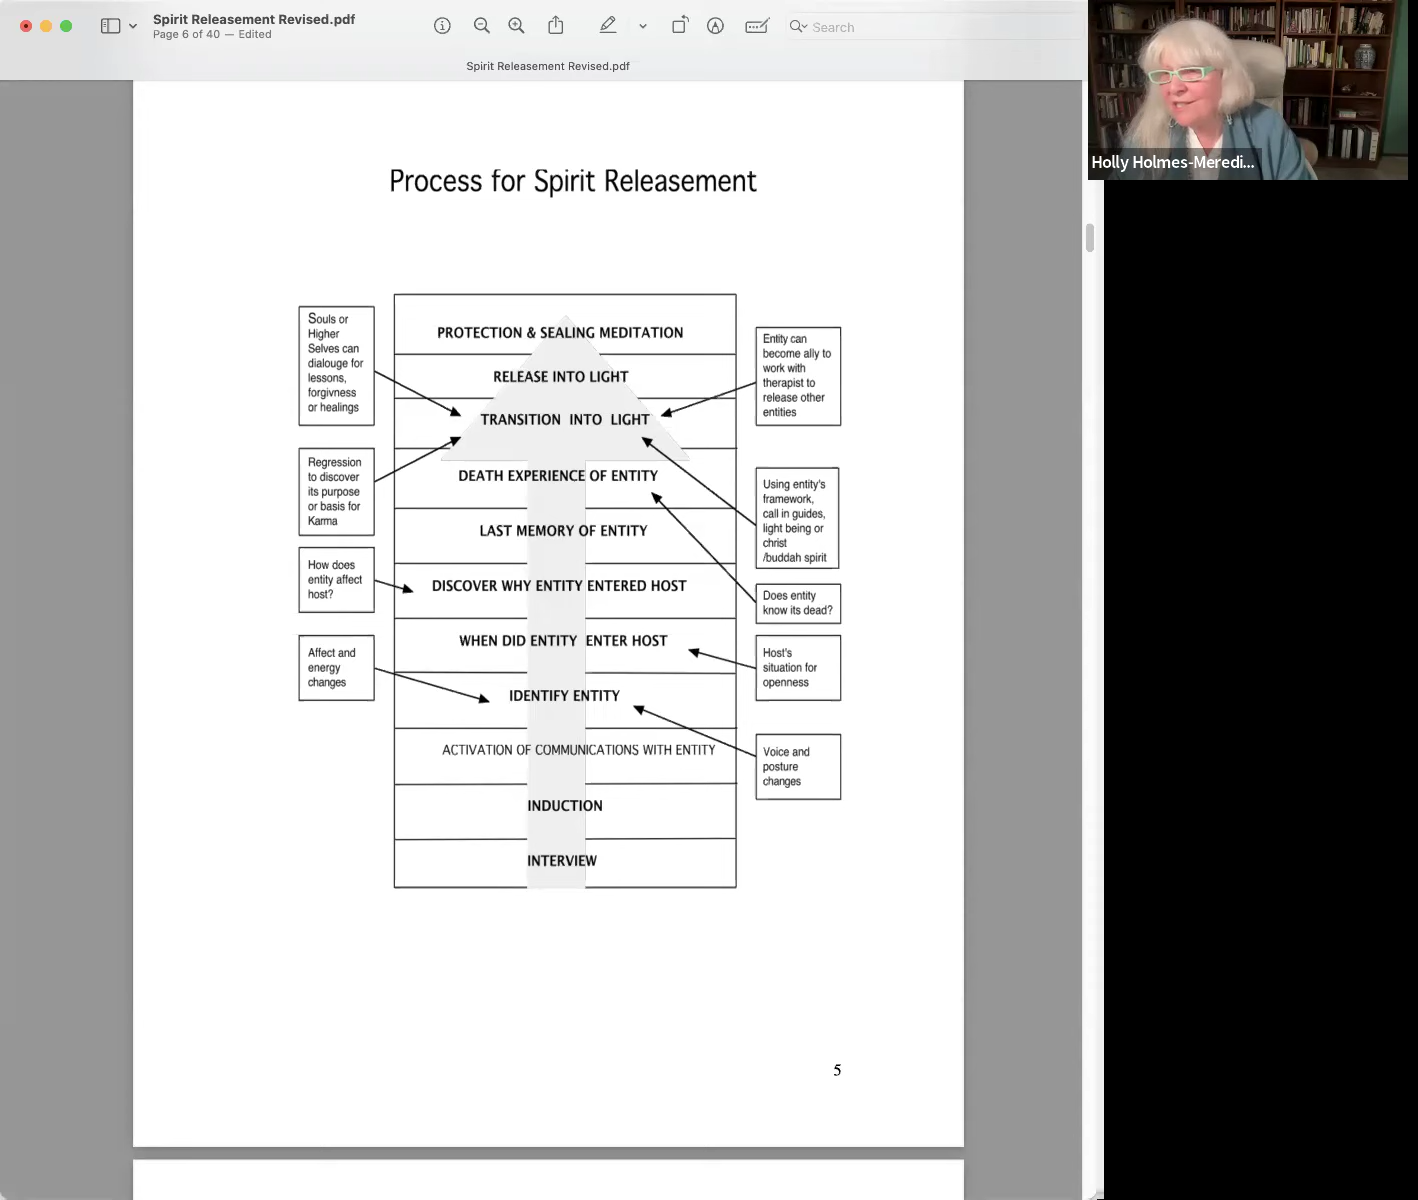 Spirit Releasement Revised.pdf
Page 6 of 40 — Edited
Search
Spirit Releasement Revised.pdf
Holly Holmes-Meredi...
Process for Spirit Releasement
Souls or
Higher
Selves can
dialouge for
lessons,
forgivness
or healings
Regression
to discover
its purpose
or basis for
Karma
How does
entity affect
host?
Affect and
energy
changes
PROTECTION & SEALING MEDITATION
RELEASE INTO LIGHT
TRANSITION INTO LIGHT
DEATH EXPERIENCE OF ENTITY
LAST MEMORY OF ENTITY
DISCOVER WHY ENTITY ENTERED HOST
WHEN DID ENTITY ENTER HOST
IDENTIFY ENTITY
ACTIVATION OF COMMUNICATIONS WITH ENTITY
INDUCTION
INTERVIEW
Entity can
become ally to
work with
therapist to
release other
entities
Using entity's
framework,
call in guides,
light being or
christ
/buddah spirit
Does entity
know its dead?
Host's
situation for
openness
Voice and
posture
changes
5